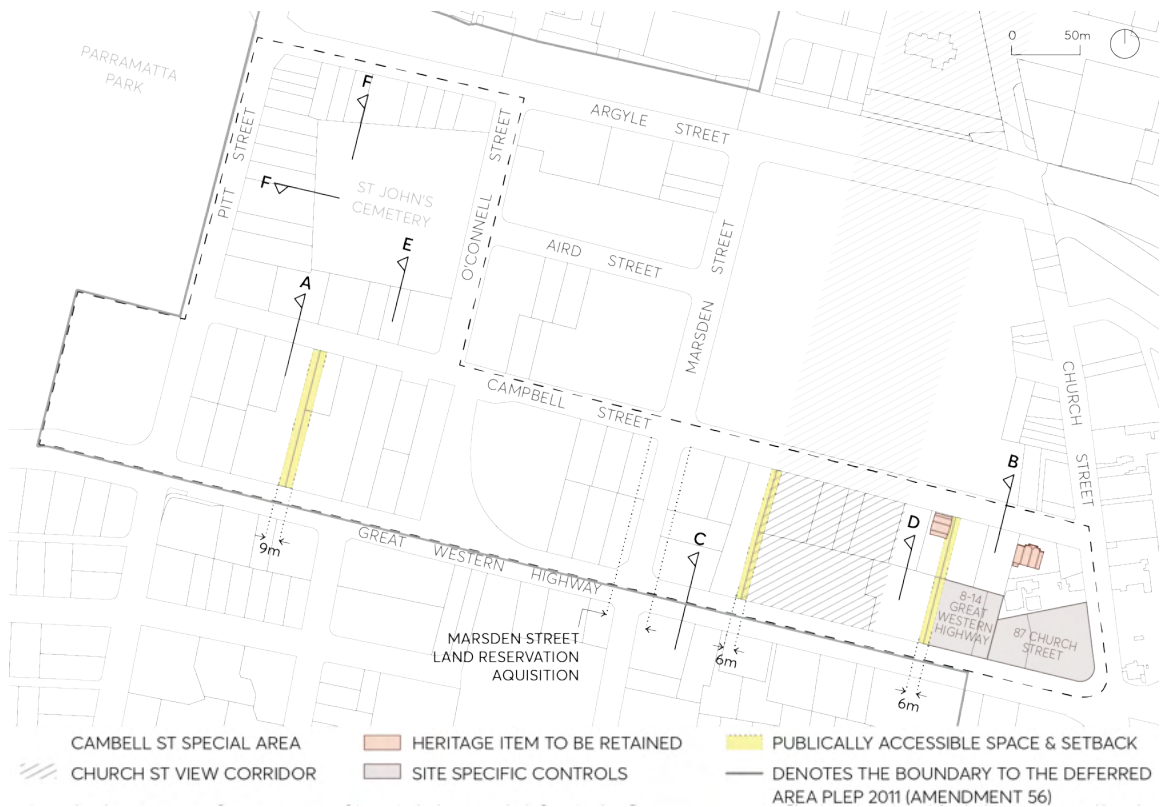 PARRAMATTA
PARK
0 50m
ARGYLE STREET
F
PITT STREET
F
ST JOHN'S
CEMETERY
O'CONNELL STREET
AIRD STREET
MARSDEN STREET
E
A
CHURCH STREET
CAMPBELL STREET
B
D
C
GREAT WESTERN HIGHWAY
9m
MARSDEN STREET
LAND RESERVATION
AQUISITION
6m
6m
8-14
GREAT
WESTERN
HIGHWAY
87 CHURCH
STREET
CAMBELL ST SPECIAL AREA
HERITAGE ITEM TO BE RETAINED
PUBLICALLY ACCESSIBLE SPACE & SETBACK
CHURCH ST VIEW CORRIDOR
SITE SPECIFIC CONTROLS
DENOTES THE BOUNDARY TO THE DEFERRED
AREA PLEP 2011 (AMENDMENT 56)